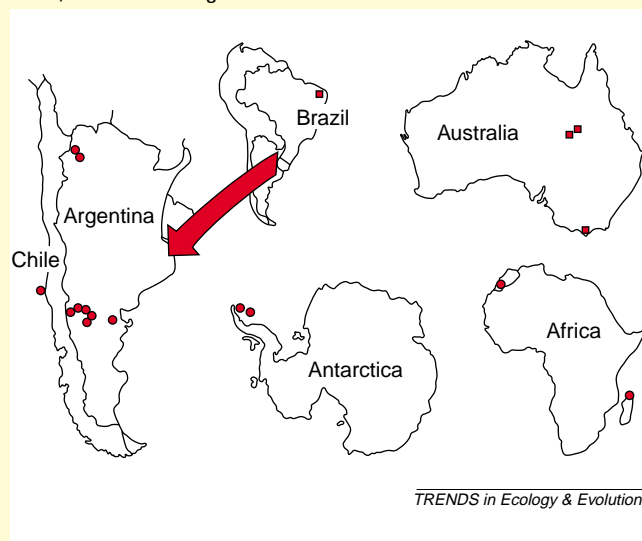 Brazil
Australia
Argentina
Chile
Africa
Antarctica
TRENDS in Ecology & Evolution